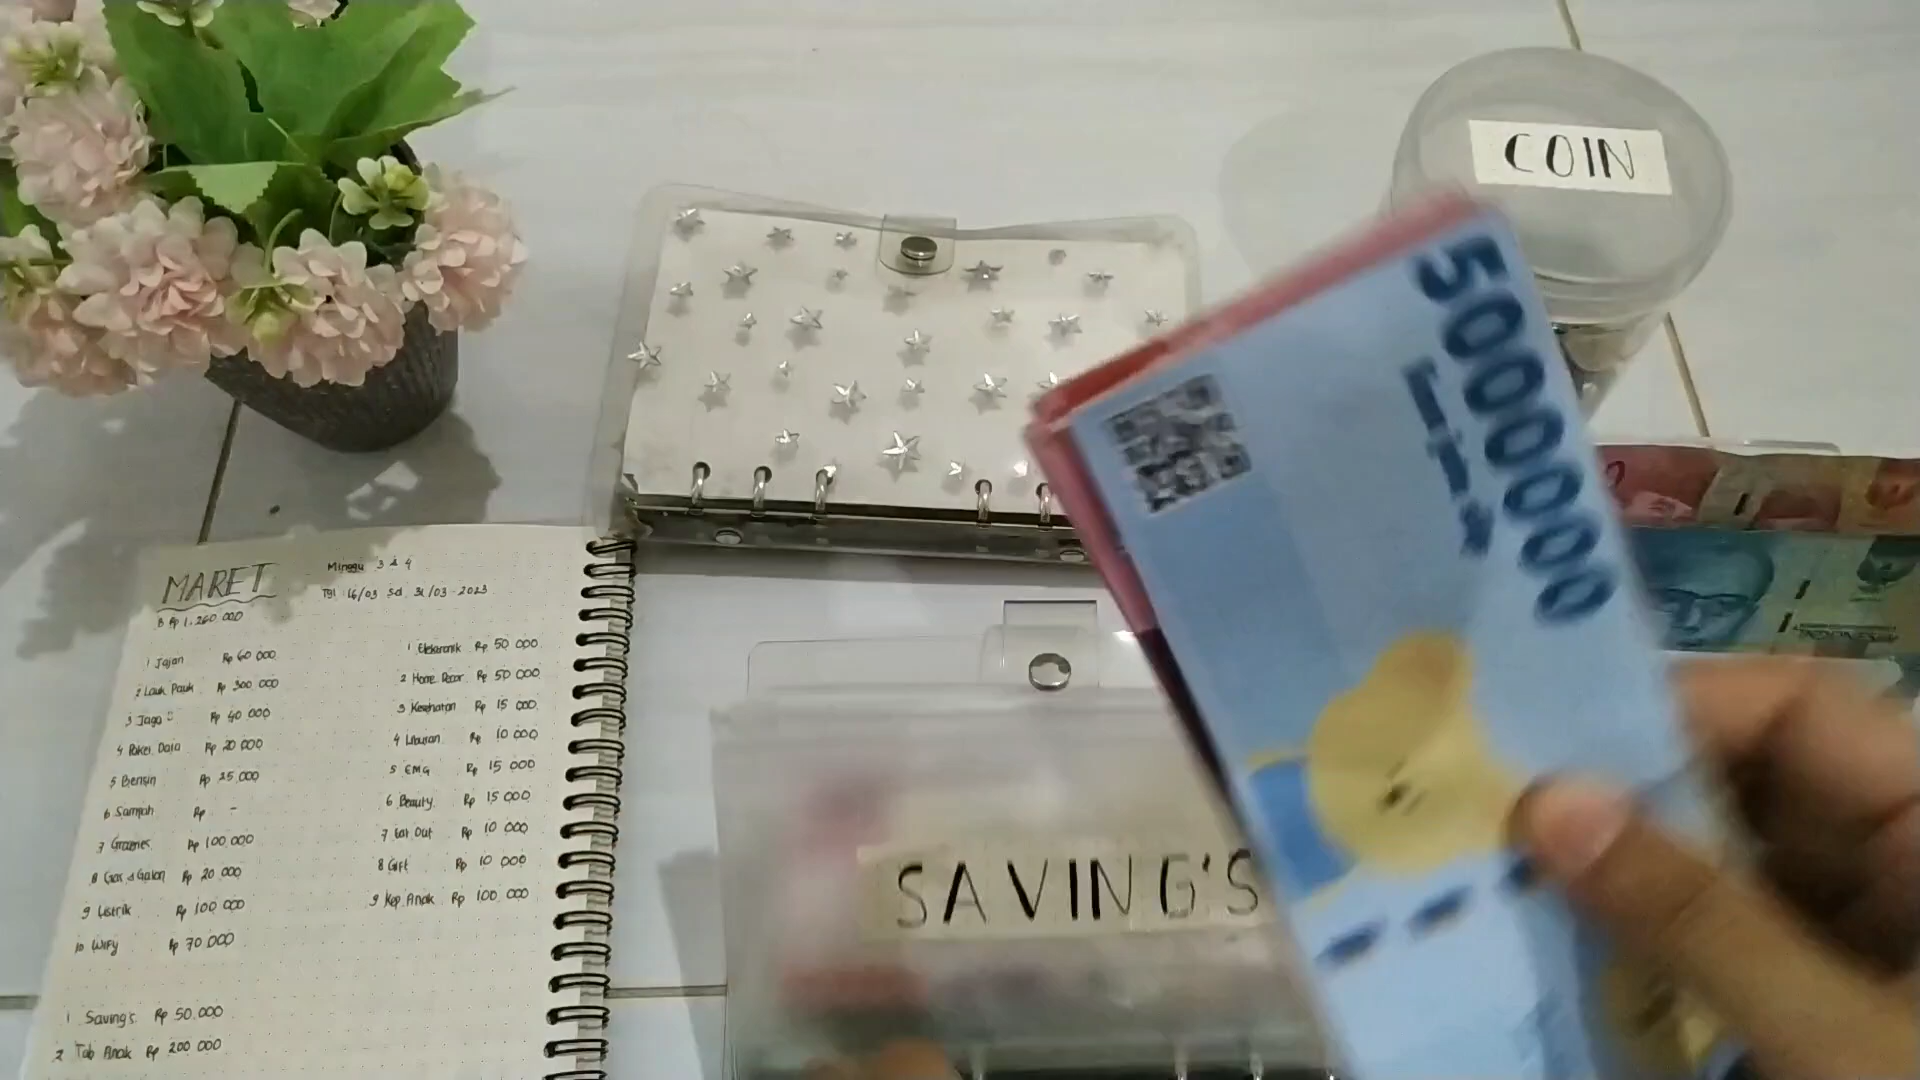 MARET
Minggu 3 & 4
Tgl 16/03 Sd 31/03-2023
B Rp 1.260.000
1 Jajan Rp 60 000
2 Lauk Pauk Rp 300 000
3 Jaga Rp 40 000
4 Paket Data Rp 20 000
5 Bensin Rp 25.000
6 Sampah Rp -
7 Groceries Rp 100.000
8 Gas & Galon Rp 20 000
9 Listrik Rp 100 000
10 Wify Rp 70 000
1 Elektronik Rp 50 000
2 Home Decor Rp 50 000
3 Kesehatan Rp 15 000
4 Liburan Rp 10 000
5 EMG Rp 15 000
6 Beauty Rp 15 000
7 Eat Out Rp 10 000
8 Gift Rp 10 000
9 Kep Anak Rp 100 000
1 Saving's Rp 50.000
2 Tab Anak Rp 200 000
COIN
SAVING'S